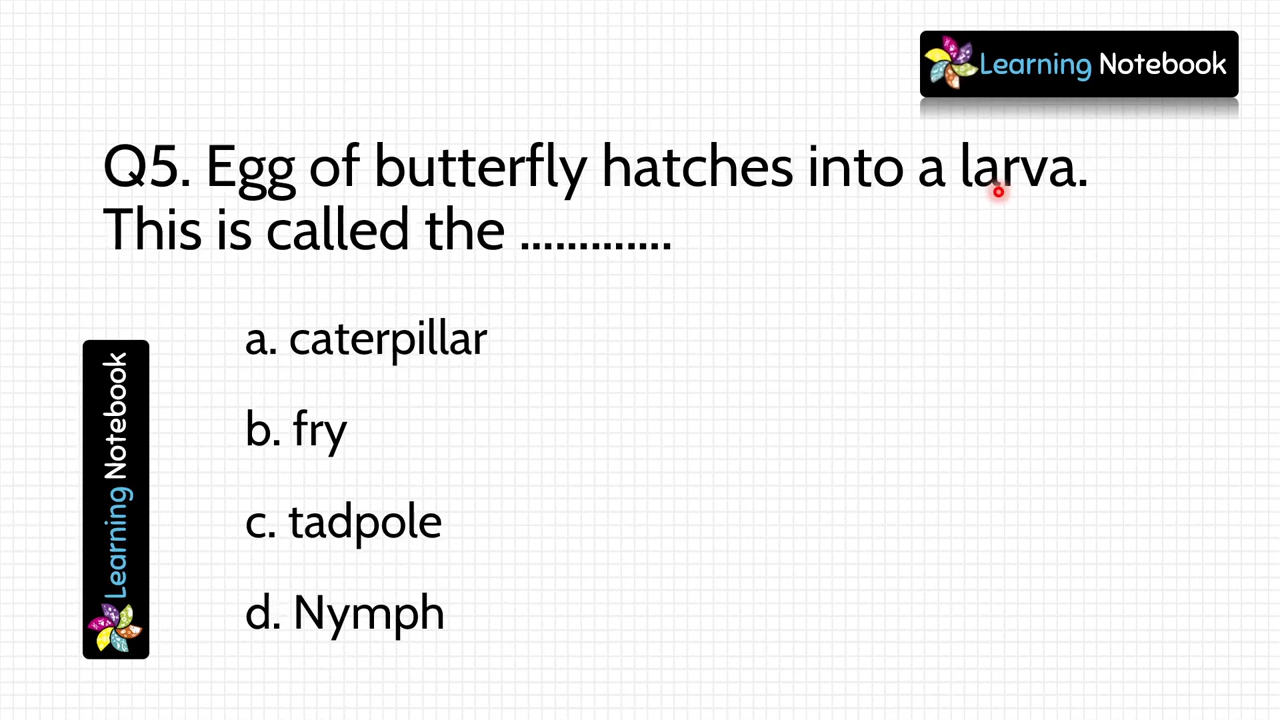 Learning Notebook
Q5. Egg of butterfly hatches into a larva.
This is called the .............
a. caterpillar
b. fry
c. tadpole
d. Nymph
Learning Notebook